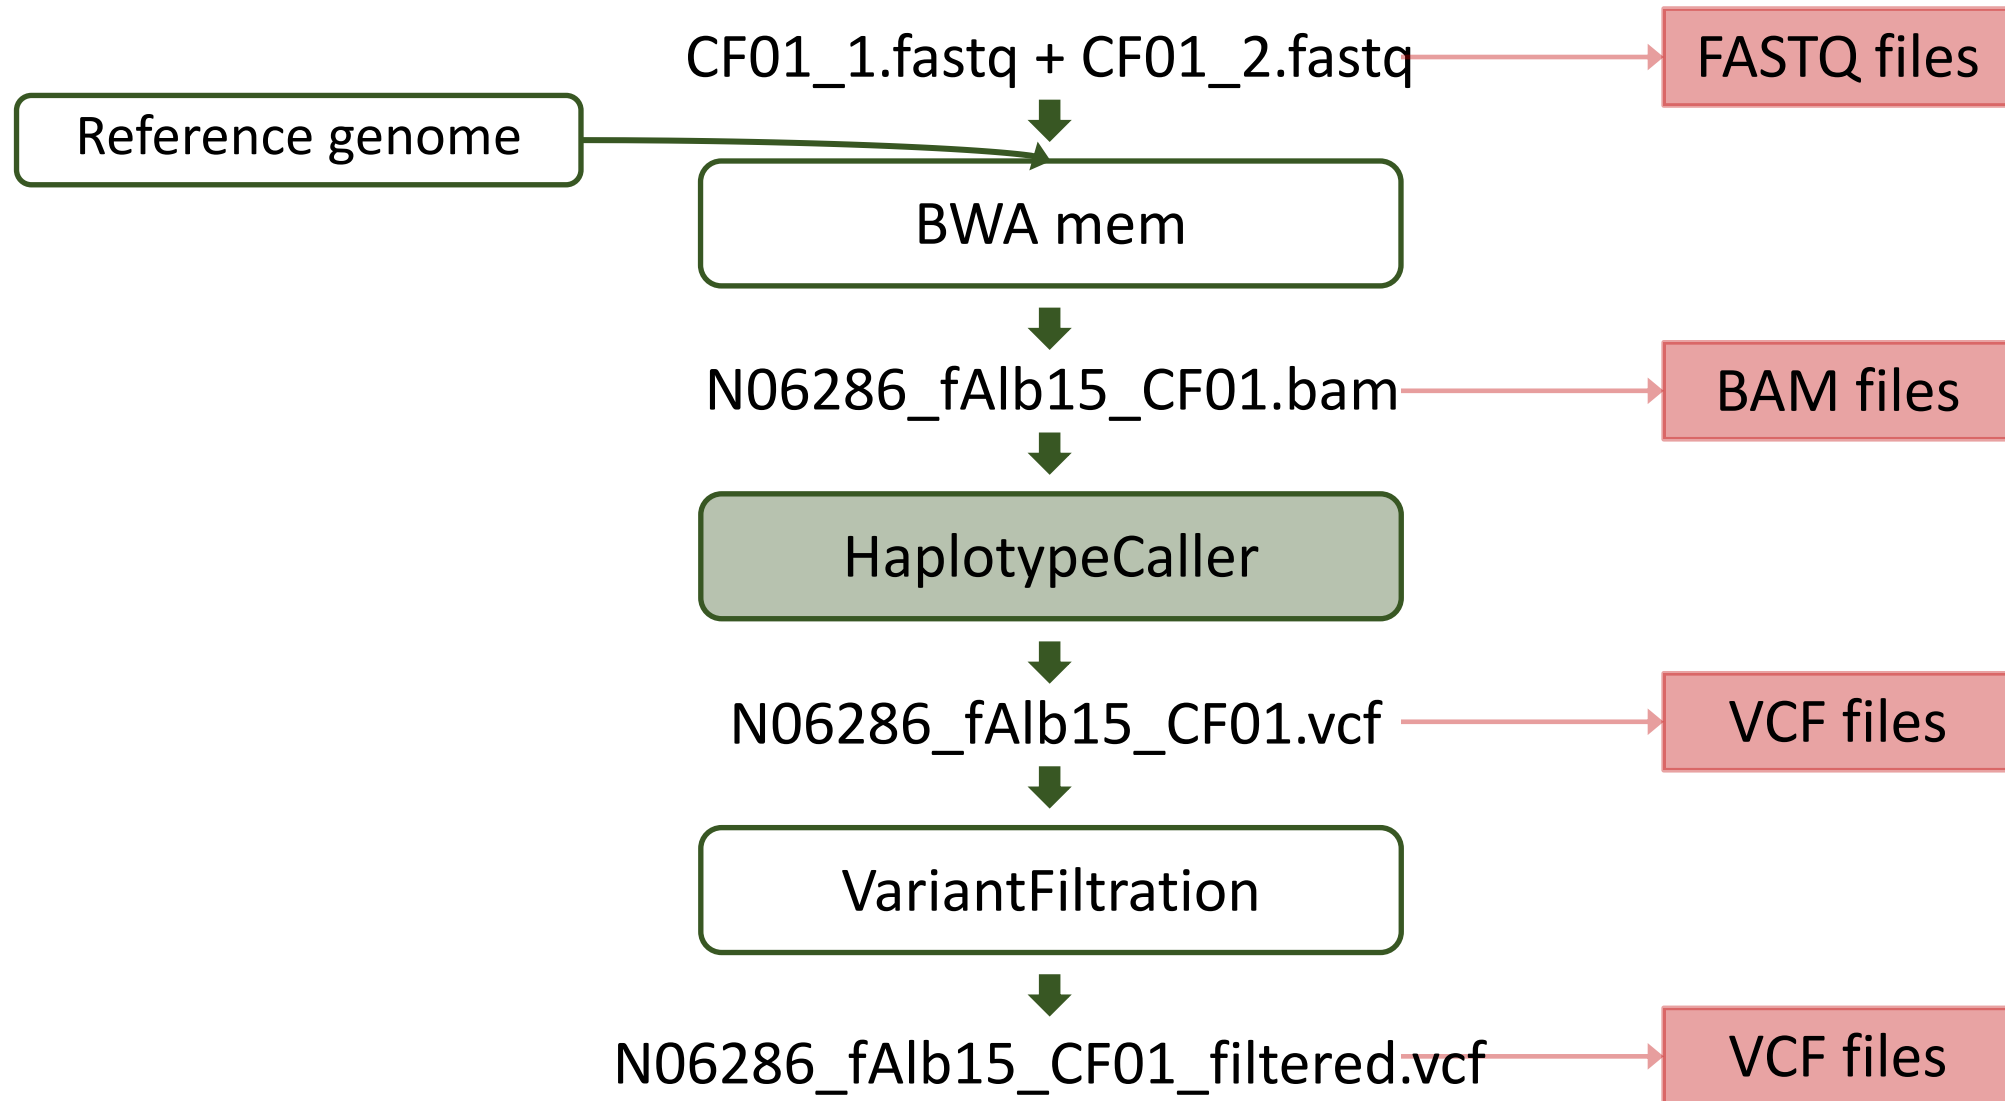 CF01_1.fastq + CF01_2.fastq
FASTQ files
Reference genome
BWA mem
N06286_fAlb15_CF01.bam
BAM files
HaplotypeCaller
N06286_fAlb15_CF01.vcf
VCF files
VariantFiltration
N06286_fAlb15_CF01_filtered.vcf
VCF files